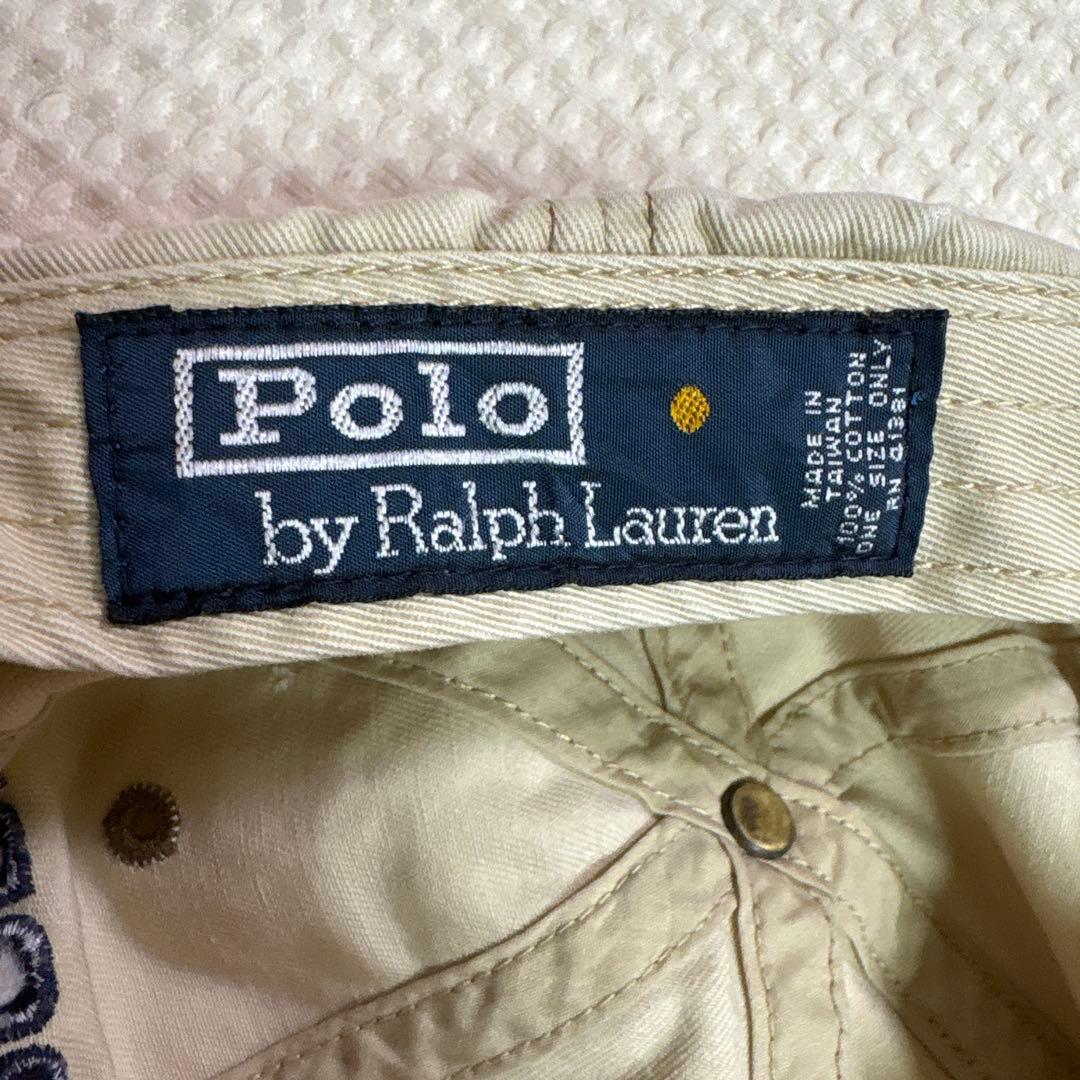 Polo
by Ralph Lauren
MADE IN
TAIWAN
100% COTTON
ONE SIZE ONLY
RN 41381